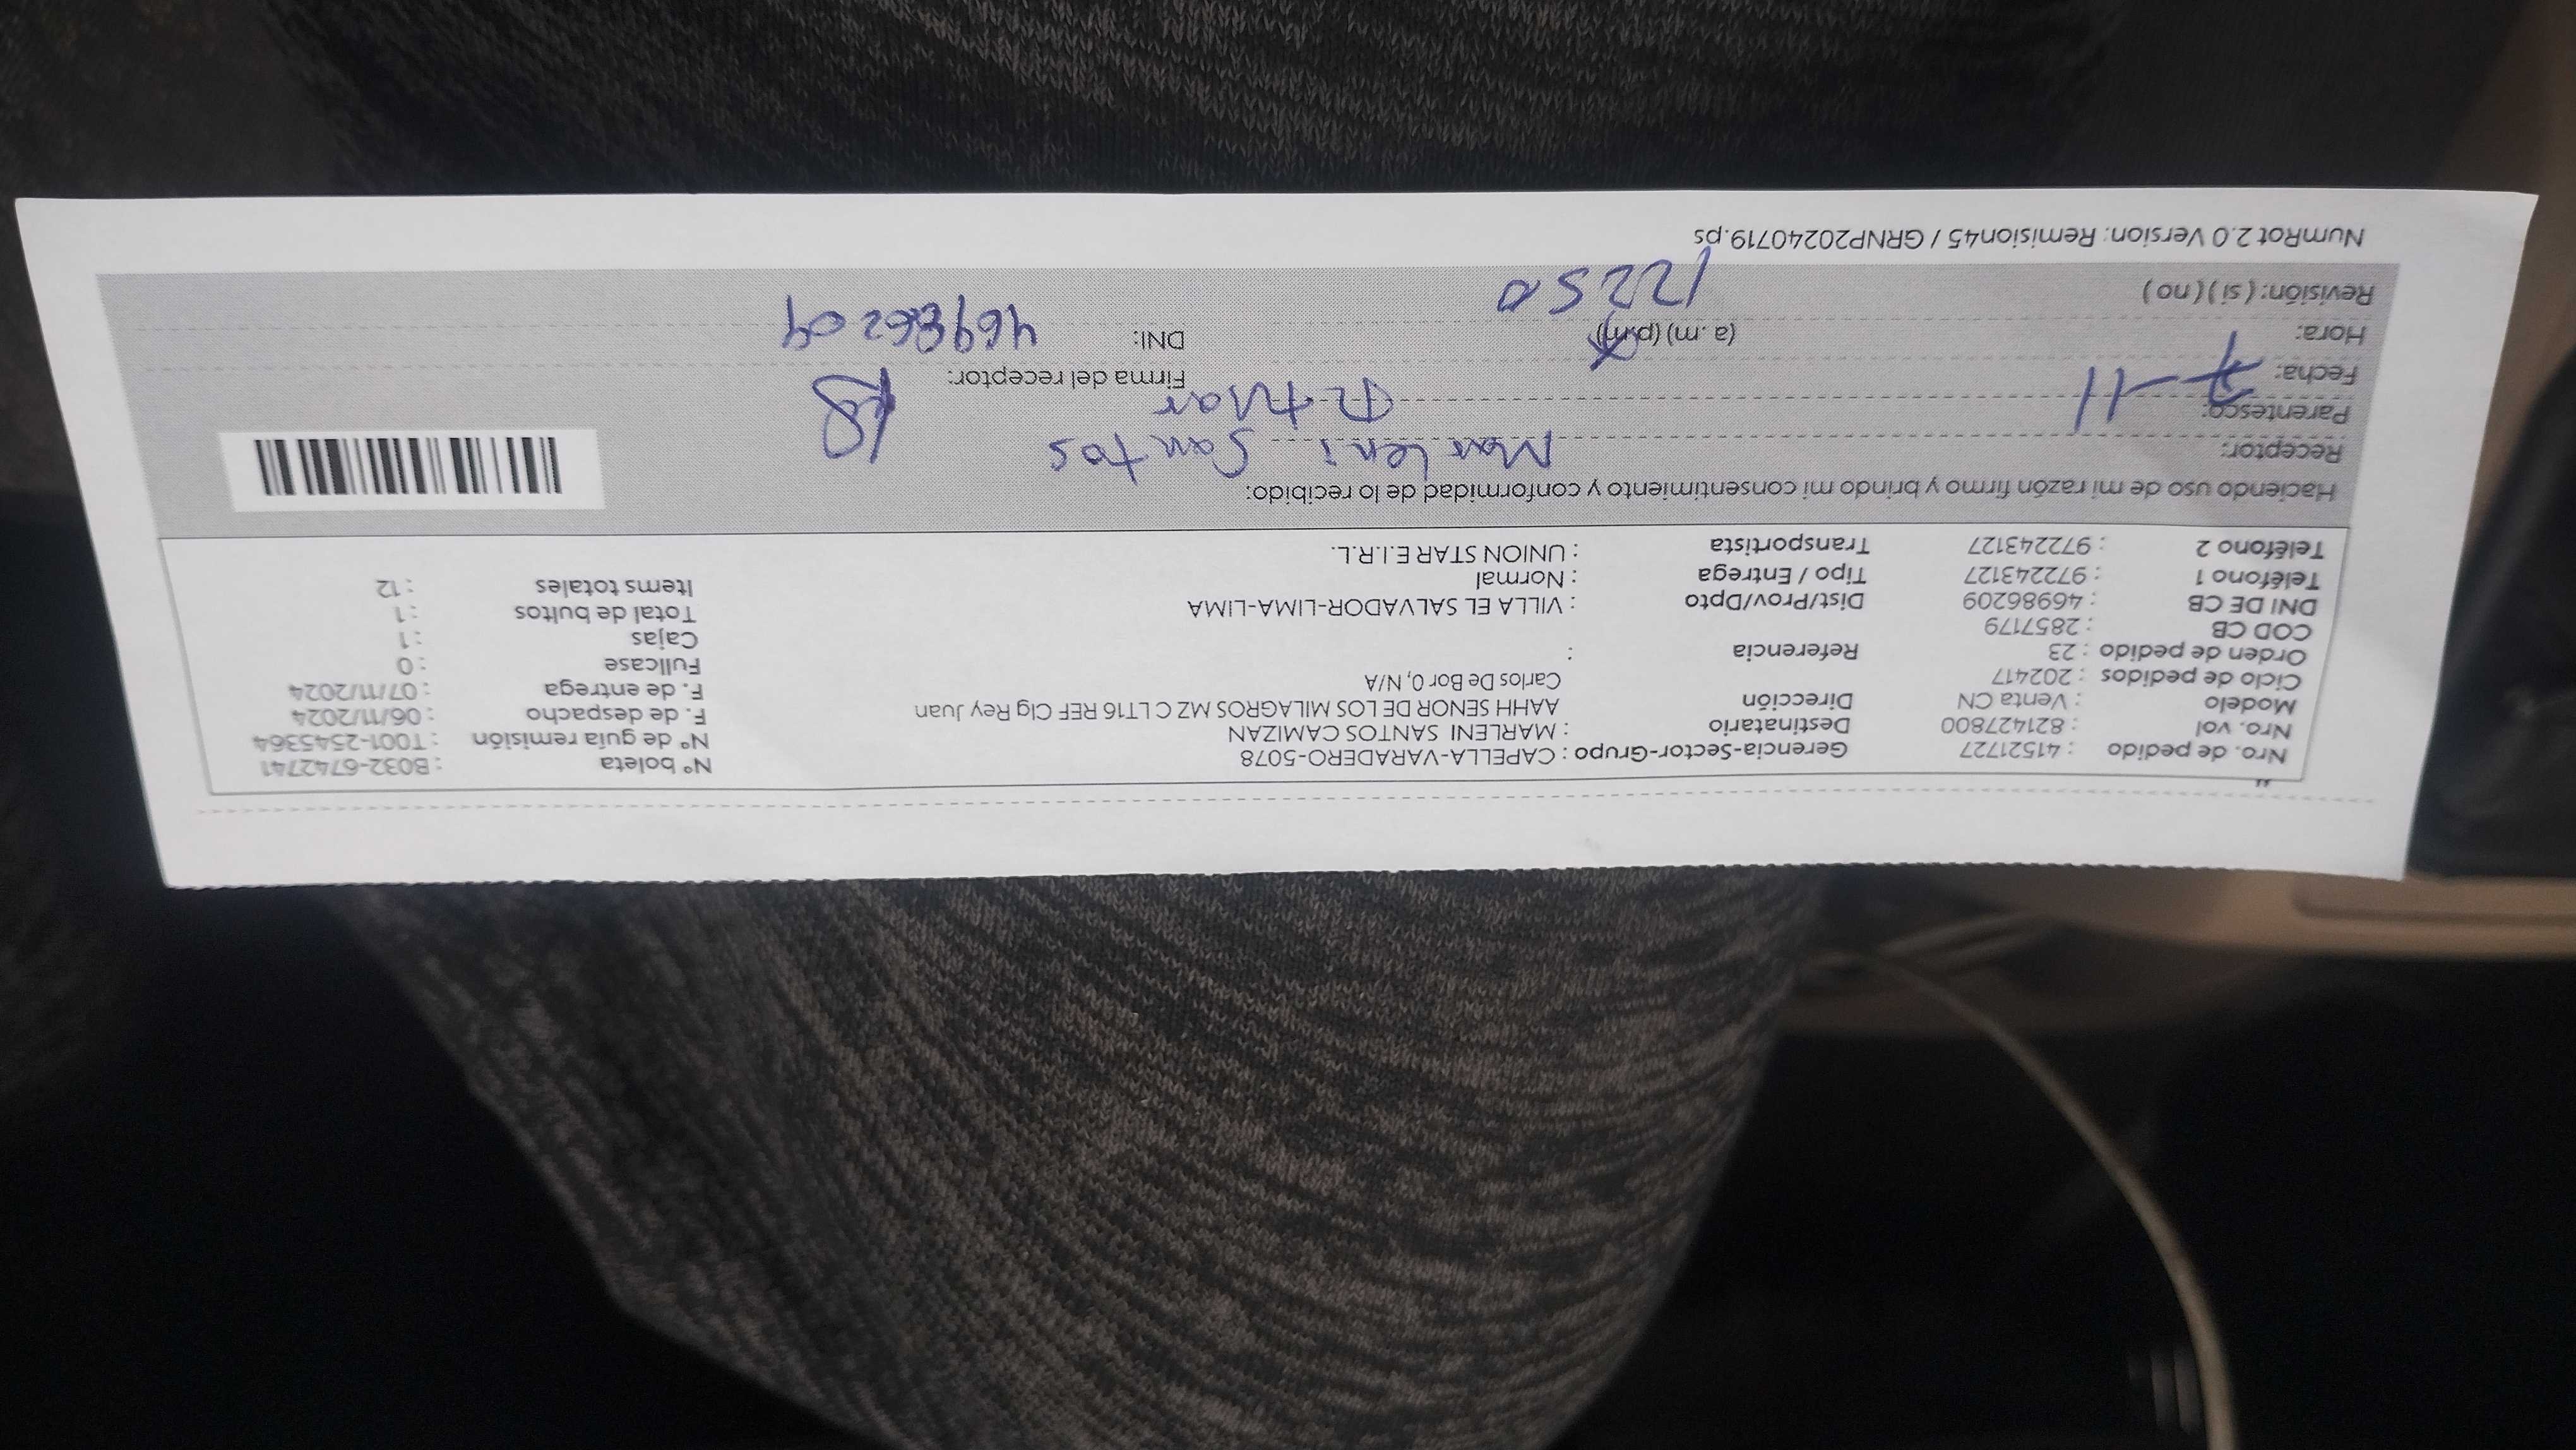 Nro. de pedido : 41521727 Gerencia-Sector-Grupo : CAPELLA-VARADERO-5078 N° boleta : B032-6742741
Nro. vol : 821427800 Destinatario : MARLENI SANTOS CAMIZAN N° de guía remisión : T001-2545364
Modelo : Venta CN Dirección AAHH SENOR DE LOS MILAGROS MZ C LT16 REF Clg Rey Juan F. de despacho : 06/11/2024
Ciclo de pedidos : 202417 Carlos De Bor 0, N/A F. de entrega : 07/11/2024
Orden de pedido : 23 Referencia : Fullcase : 0
COD CB : 2857179 Cajas : 1
DNI DE CB : 46986209 Dist/Prov/Dpto : VILLA EL SALVADOR-LIMA-LIMA Total de bultos : 1
Teléfono 1 : 972243127 Tipo / Entrega : Normal Items totales : 12
Teléfono 2 : 972243127 Transportista : UNION STAR E.I.R.L.
Haciendo uso de mi razón firmo y brindo mi consentimiento y conformidad de lo recibido:
Receptor: Marleni Santos
Parentesco:
Fecha: 7-11 Firma del receptor:
Hora: (a.m) (p.m) DNI: 46986209
Revisión: ( si ) ( no )
NumRot 2.0 Version: Remision45 / GRNP20240719.ps